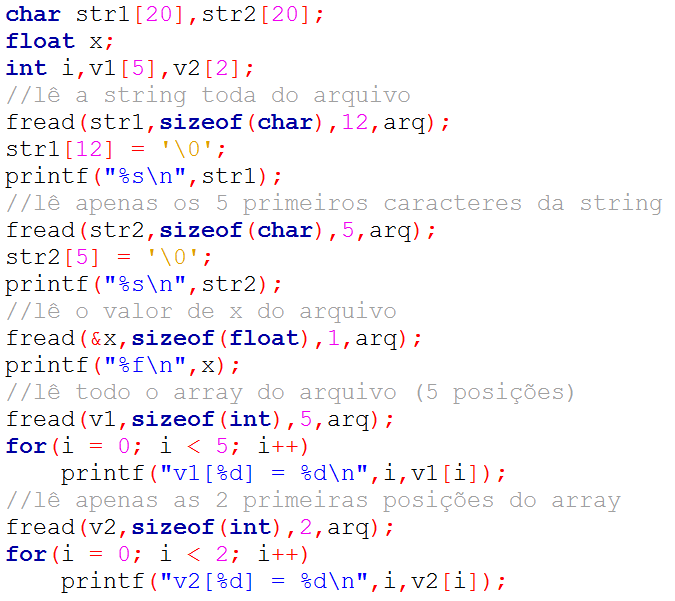 char str1[20],str2[20];
float x;
int i,v1[5],v2[2];
//lê a string toda do arquivo
fread(str1,sizeof(char),12,arq);
str1[12] = '\0';
printf("%s\n",str1);
//lê apenas os 5 primeiros caracteres da string
fread(str2,sizeof(char),5,arq);
str2[5] = '\0';
printf("%s\n",str2);
//lê o valor de x do arquivo
fread(&x,sizeof(float),1,arq);
printf("%f\n",x);
//lê todo o array do arquivo (5 posições)
fread(v1,sizeof(int),5,arq);
for(i = 0; i < 5; i++)
    printf("v1[%d] = %d\n",i,v1[i]);
//lê apenas as 2 primeiras posições do array
fread(v2,sizeof(int),2,arq);
for(i = 0; i < 2; i++)
    printf("v2[%d] = %d\n",i,v2[i]);